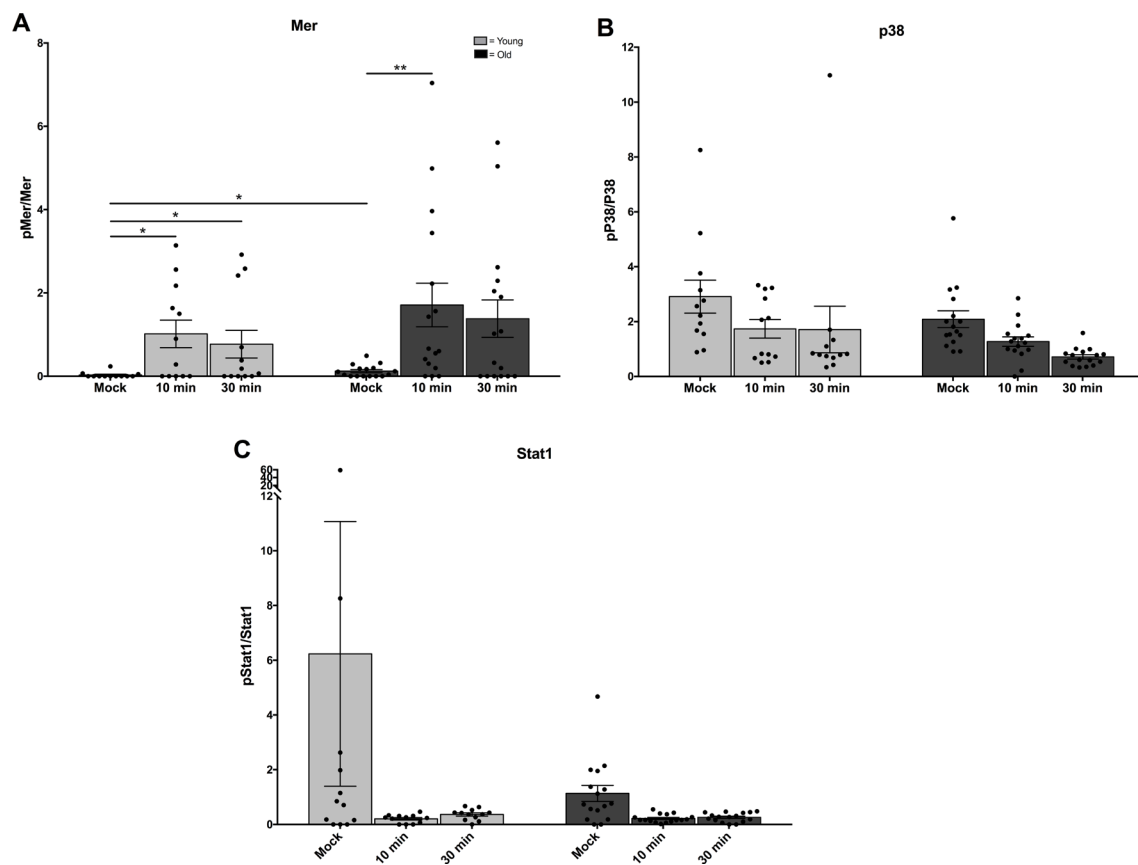 A
Mer
= Young
= Old
pMer/Mer
8
6
4
2
0
**
*
*
*
Mock
10 min
30 min
Mock
10 min
30 min
B
p38
pP38/P38
12
10
8
6
4
2
0
Mock
10 min
30 min
Mock
10 min
30 min
C
Stat1
pStat1/Stat1
60
40
20
12
10
8
6
4
2
0
Mock
10 min
30 min
Mock
10 min
30 min